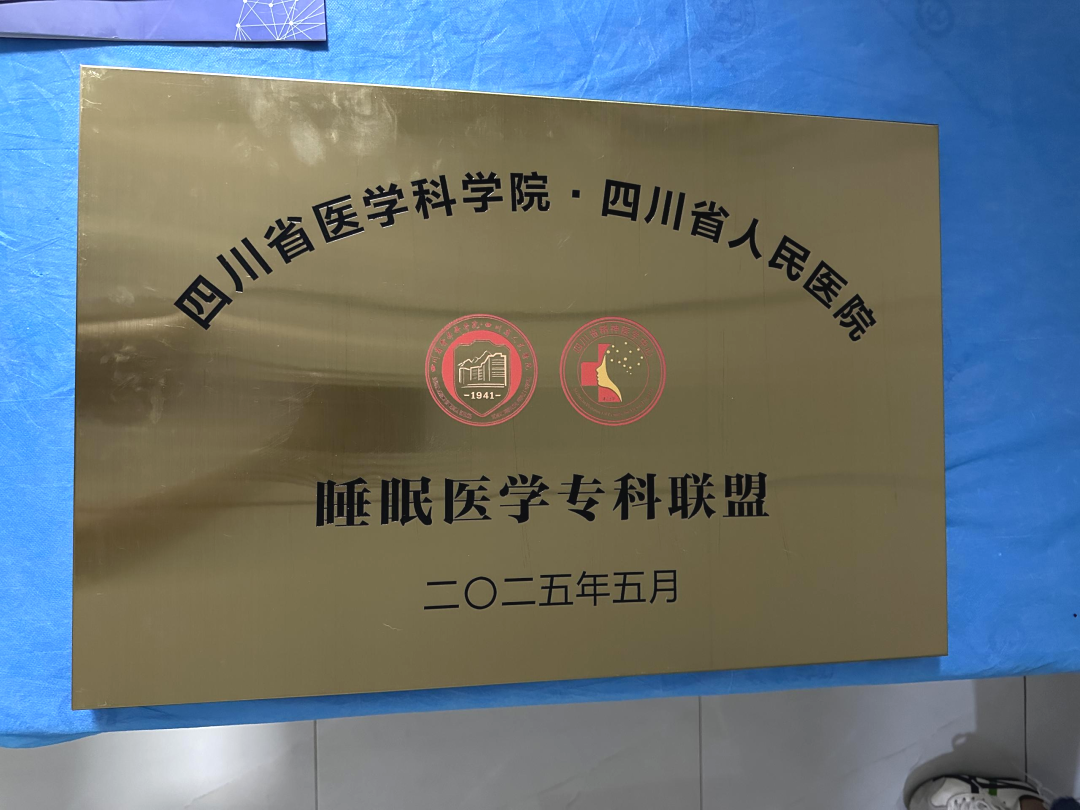 四川省医学科学院·四川省人民医院
-1941-
睡眠医学专科联盟
二〇二五年五月